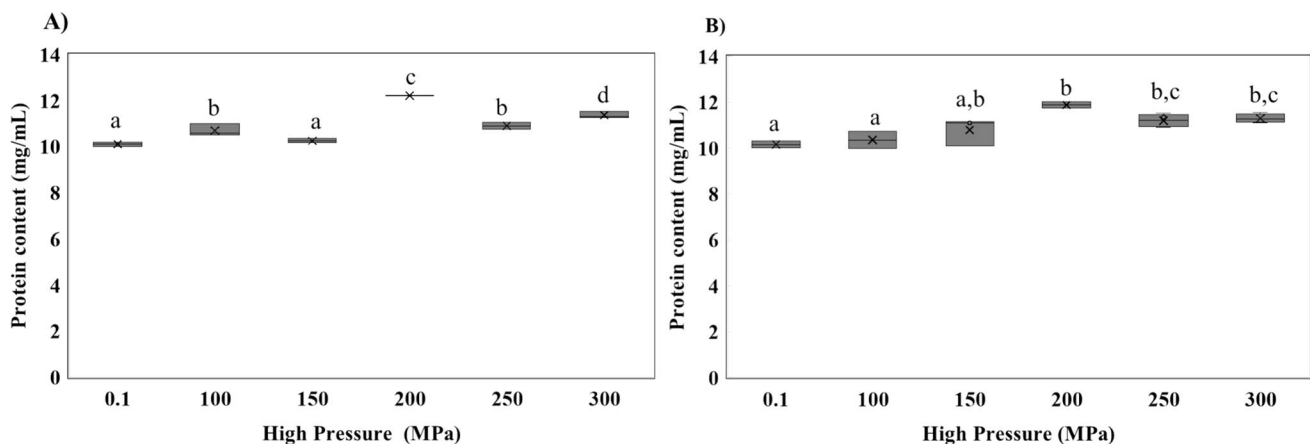 A)
Protein content (mg/mL)
14
12
10
8
6
4
2
0
a
b
a
c
b
d
0.1
100
150
200
250
300
High Pressure (MPa)
B)
Protein content (mg/mL)
14
12
10
8
6
4
2
0
a
a
a,b
b
b,c
b,c
0.1
100
150
200
250
300
High Pressure (MPa)